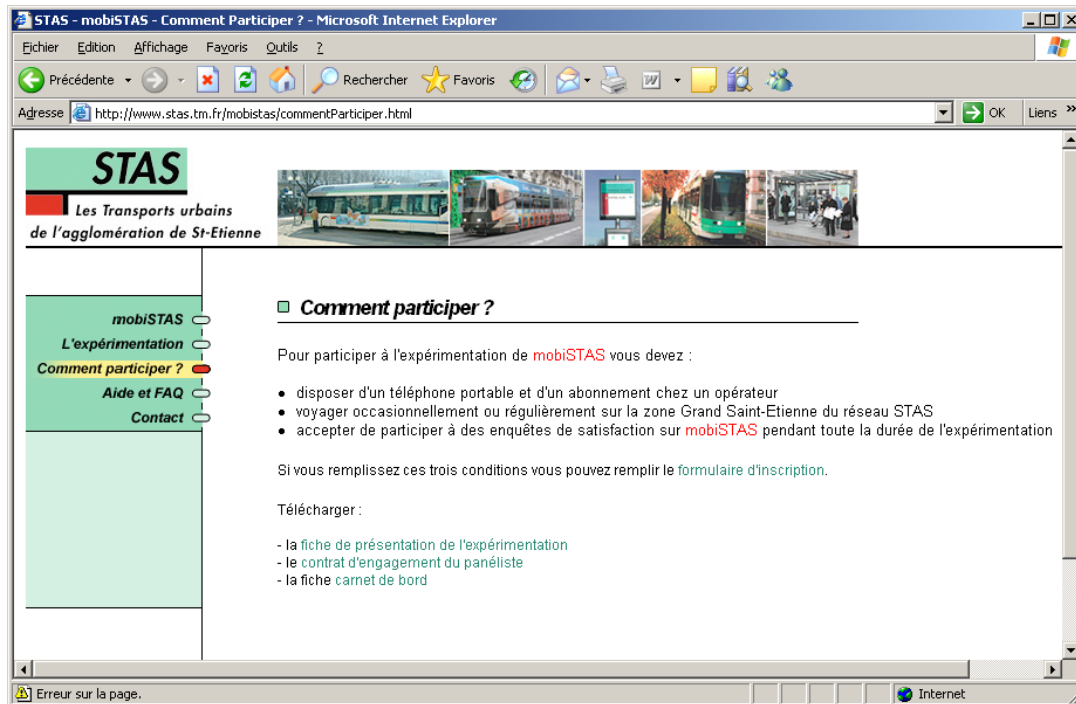 STAS - mobiSTAS - Comment Participer ? - Microsoft Internet Explorer
Fichier Edition Affichage Favoris Outils ?
Précédente Rechercher Favoris
Adresse http://www.stas.tm.fr/mobistas/commentParticiper.html OK Liens »
STAS
Les Transports urbains
de l'agglomération de St-Etienne
mobiSTAS
L'expérimentation
Comment participer ?
Aide et FAQ
Contact
Comment participer ?
Pour participer à l'expérimentation de mobiSTAS vous devez :
● disposer d'un téléphone portable et d'un abonnement chez un opérateur
● voyager occasionnellement ou régulièrement sur la zone Grand Saint-Etienne du réseau STAS
● accepter de participer à des enquêtes de satisfaction sur mobiSTAS pendant toute la durée de l'expérimentation
Si vous remplissez ces trois conditions vous pouvez remplir le formulaire d'inscription.
Télécharger :
- la fiche de présentation de l'expérimentation
- le contrat d'engagement du panéliste
- la fiche carnet de bord
Erreur sur la page. Internet